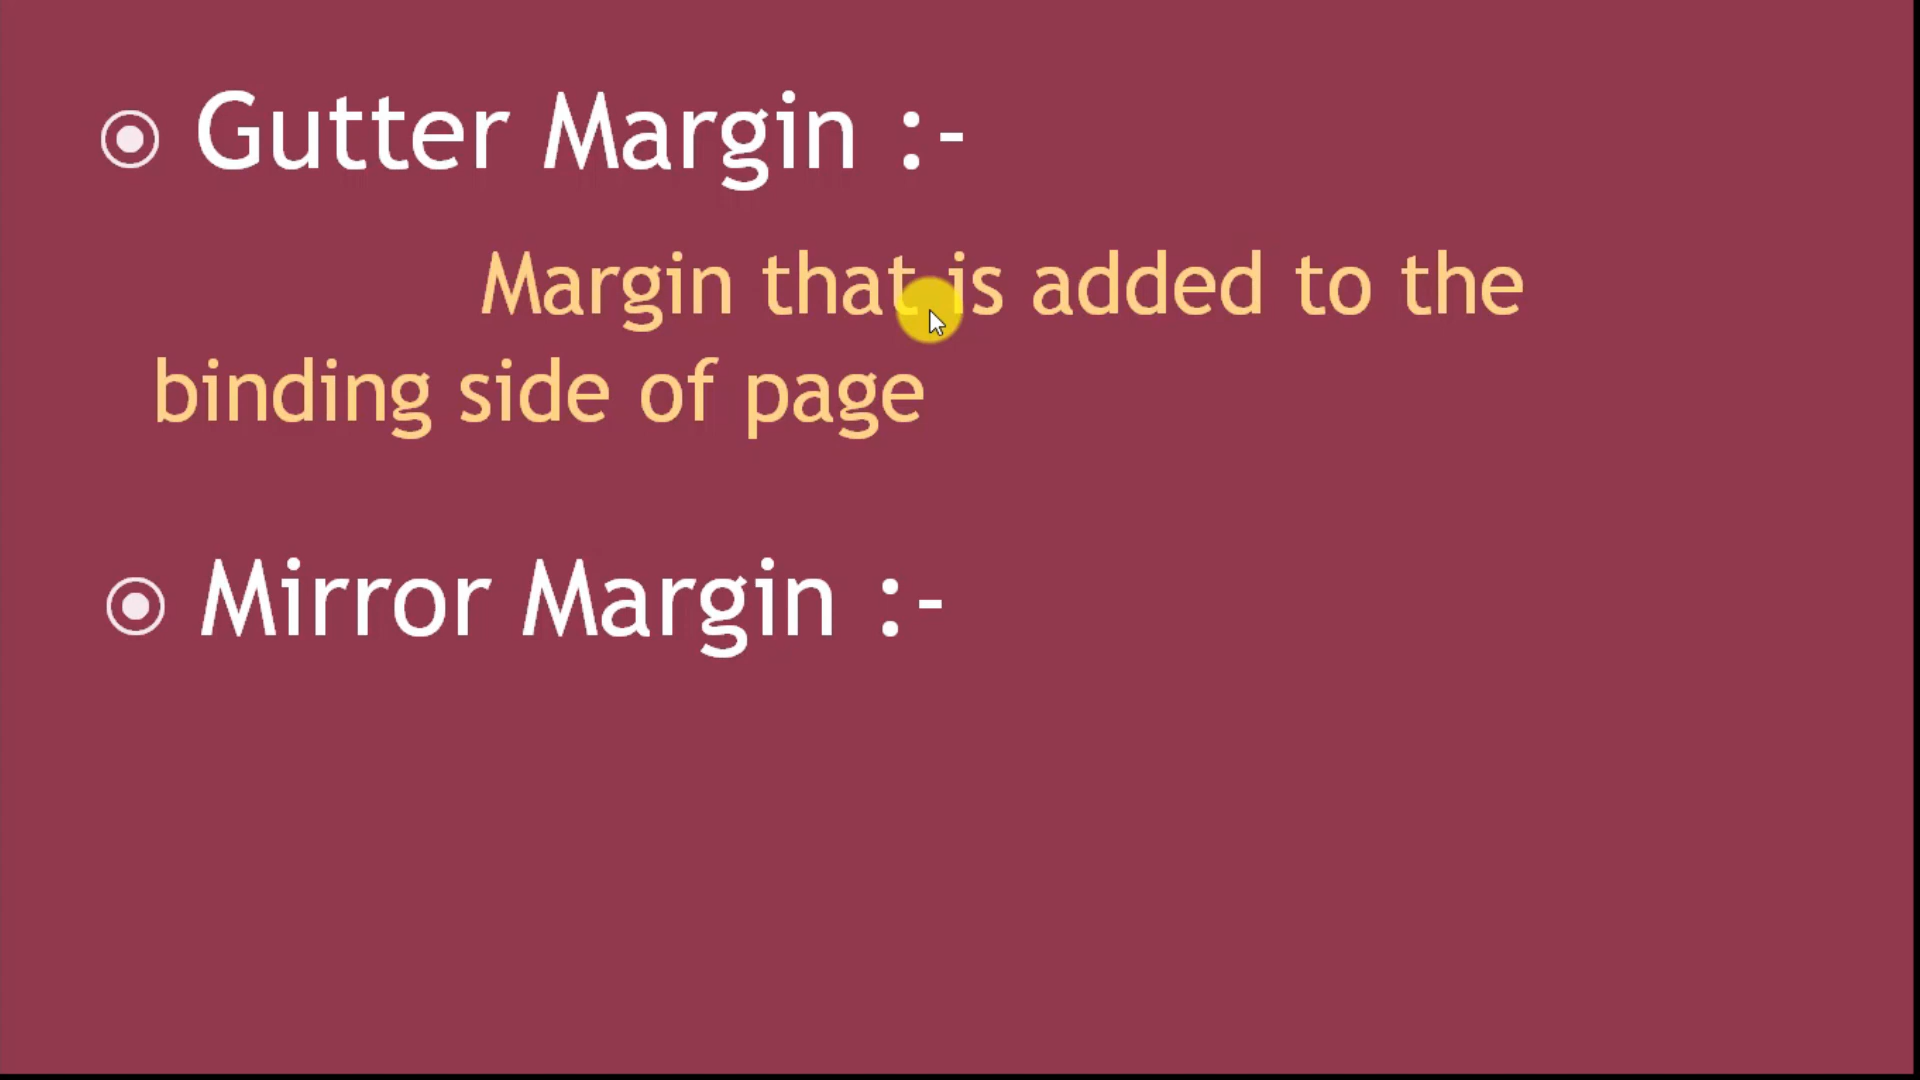 Gutter Margin :-
Margin that is added to the
binding side of page
Mirror Margin :-